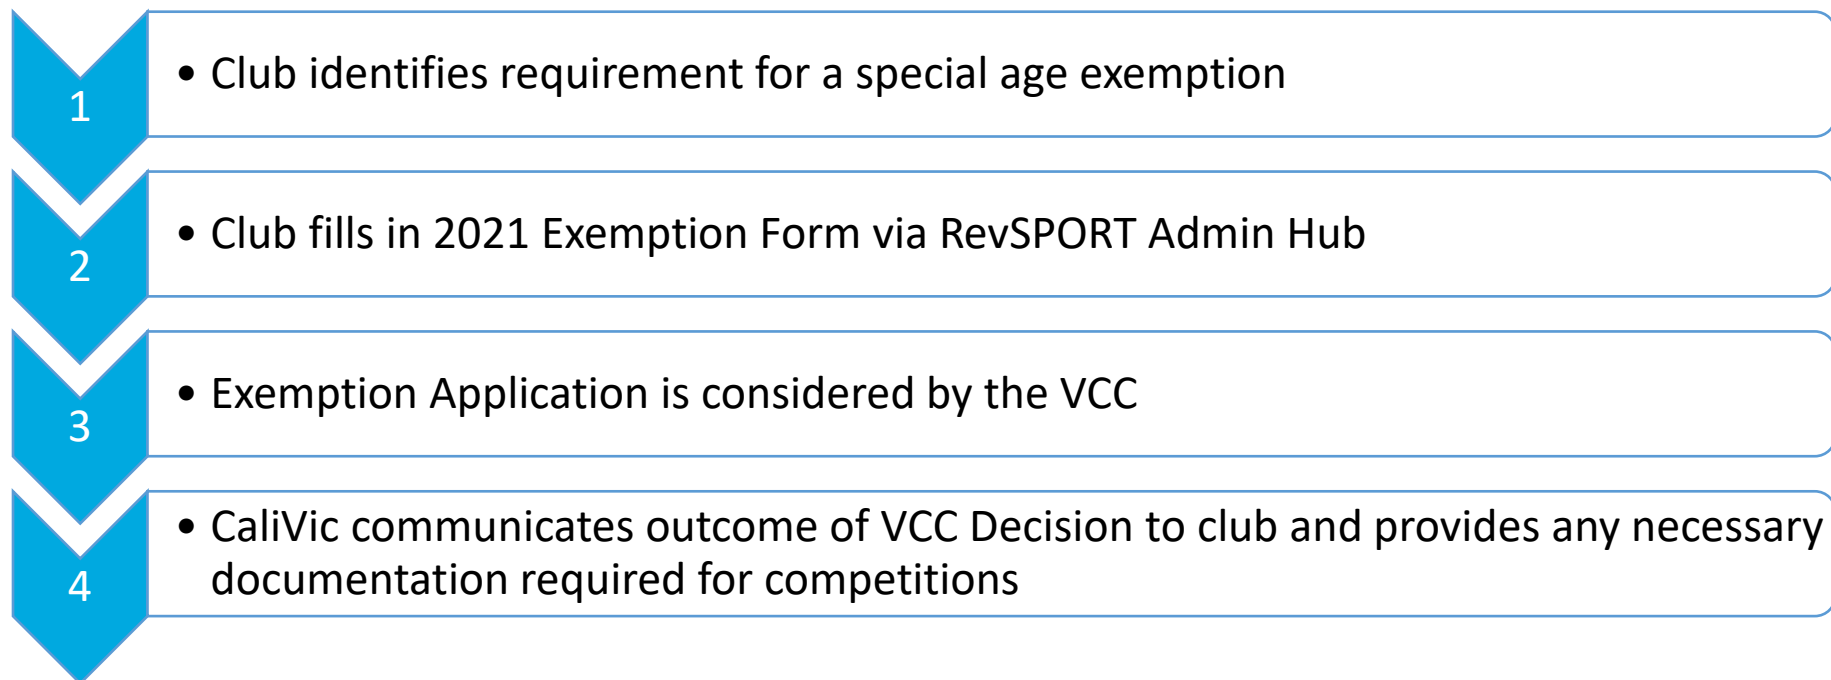 1
• Club identifies requirement for a special age exemption
2
• Club fills in 2021 Exemption Form via RevSPORT Admin Hub
3
• Exemption Application is considered by the VCC
4
• CaliVic communicates outcome of VCC Decision to club and provides any necessary
documentation required for competitions